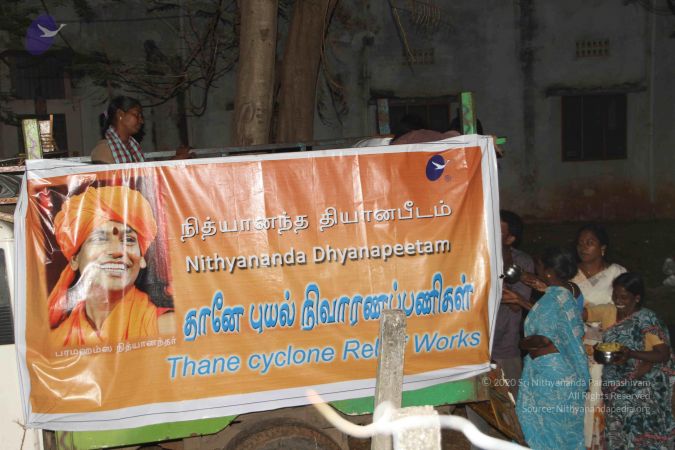 நித்யானந்த தியானபீடம்
Nithyananda Dhyanapeetam
தானே புயல் நிவாரணப்பணிகள்
Thane cyclone Relief Works
பரமஹம்ஸ நித்யானந்தர்
© 2020 Sri Nithyananda Paramashivam
All Rights Reserved
Source: Nithyanandapedia.org